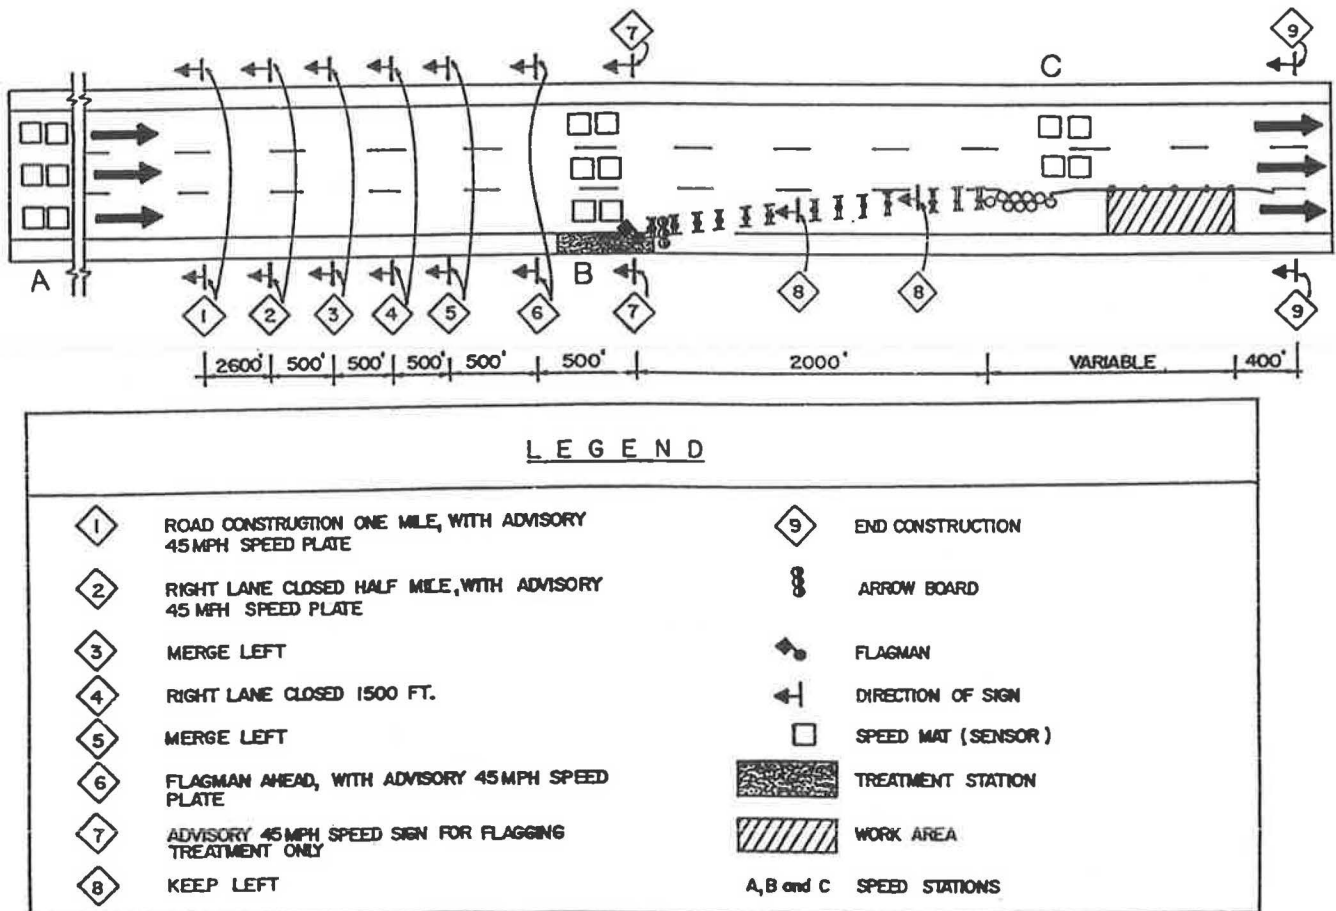 7
9
C
A
B
1
2
3
4
5
6
7
8
8
9
2600' 500' 500' 500' 500' 500' 2000' VARIABLE 400'
LEGEND
1 ROAD CONSTRUGTION ONE MILE, WITH ADVISORY
45 MPH SPEED PLATE
2 RIGHT LANE CLOSED HALF MILE, WITH ADVISORY
45 MPH SPEED PLATE
3 MERGE LEFT
4 RIGHT LANE CLOSED 1500 FT.
5 MERGE LEFT
6 FLAGMAN AHEAD, WITH ADVISORY 45 MPH SPEED
PLATE
7 ADVISORY 45 MPH SPEED SIGN FOR FLAGGING
TREATMENT ONLY
8 KEEP LEFT
9 END CONSTRUCTION
ARROW BOARD
FLAGMAN
DIRECTION OF SIGN
SPEED MAT (SENSOR)
TREATMENT STATION
WORK AREA
A, B and C SPEED STATIONS